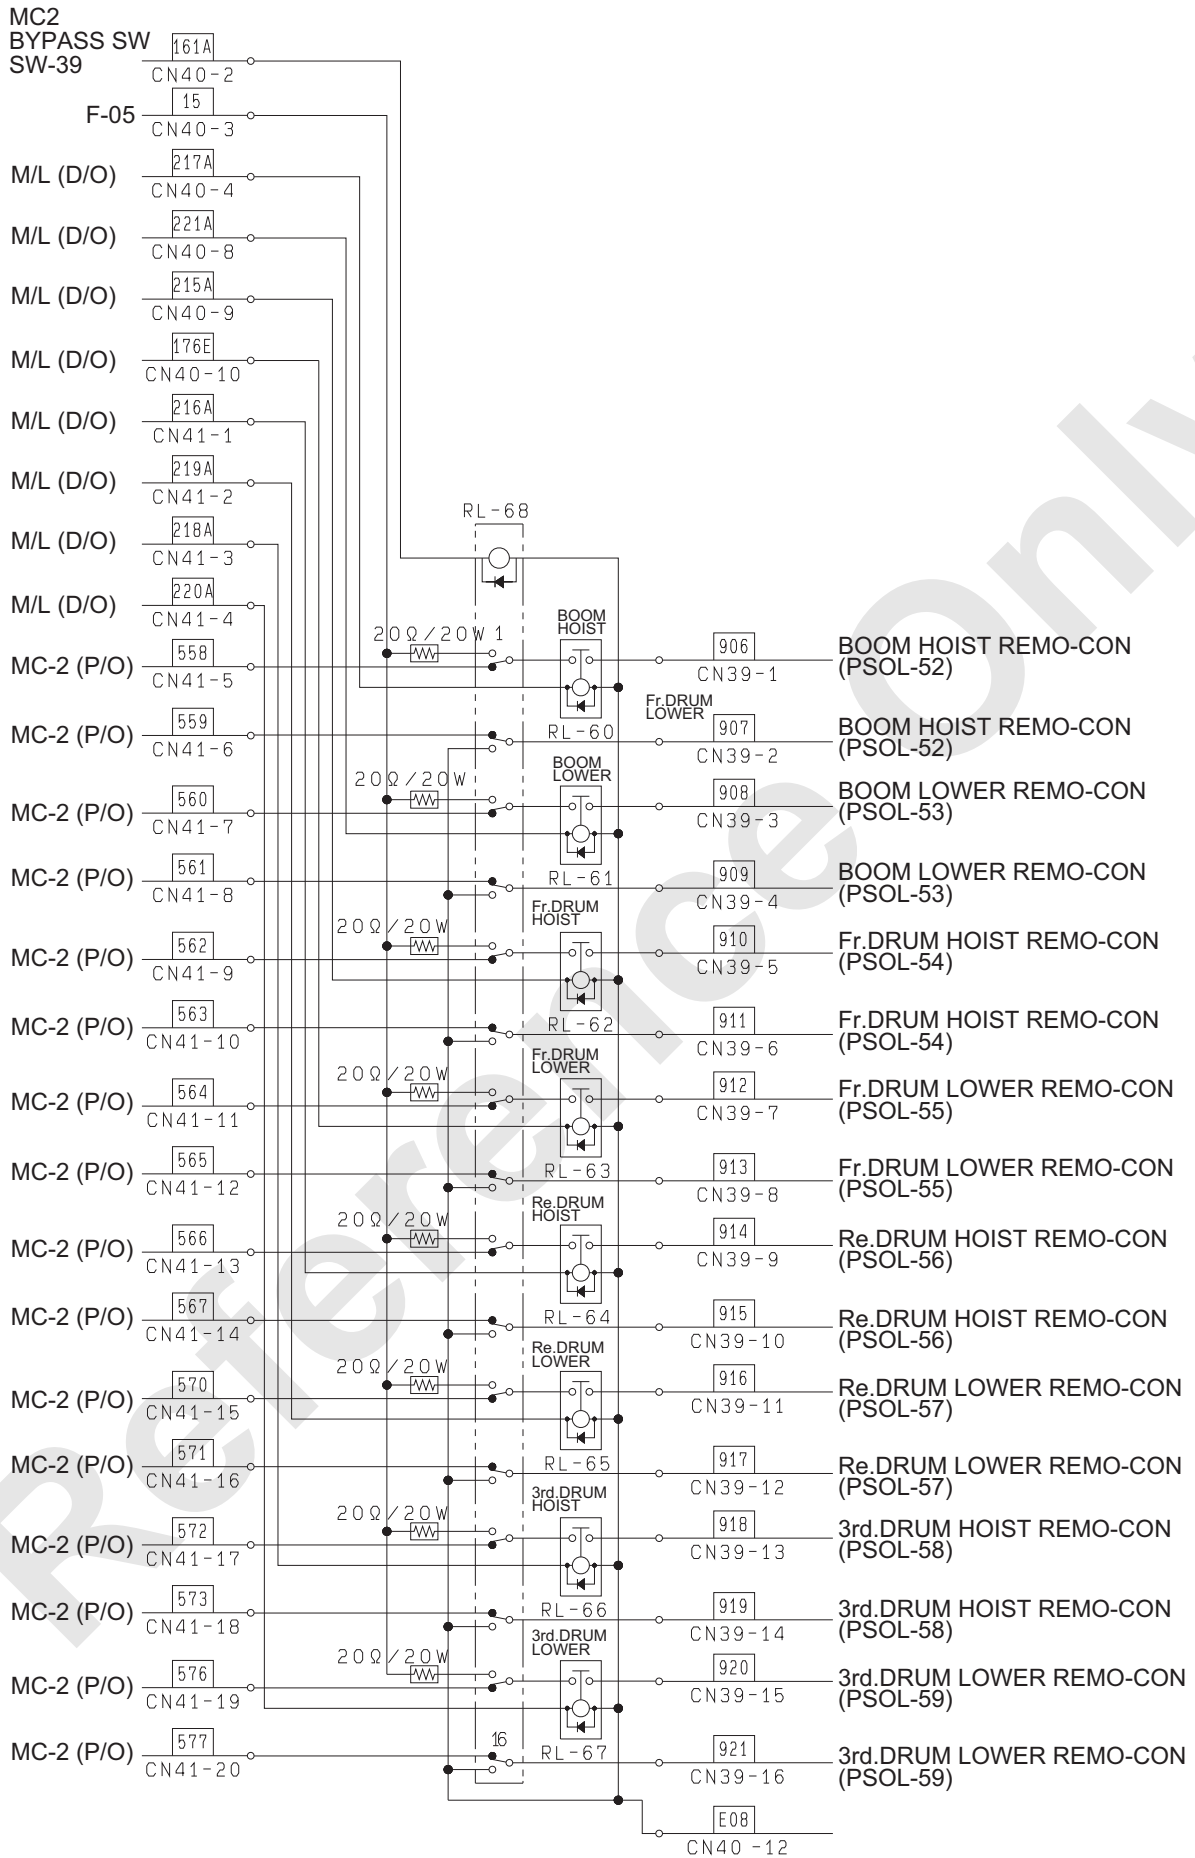 MC2
BYPASS SW
SW-39
161A
CN40-2
F-05
15
CN40-3
M/L (D/O)
217A
CN40-4
M/L (D/O)
221A
CN40-8
M/L (D/O)
215A
CN40-9
M/L (D/O)
176E
CN40-10
M/L (D/O)
216A
CN41-1
M/L (D/O)
219A
CN41-2
M/L (D/O)
218A
CN41-3
M/L (D/O)
220A
CN41-4
RL-68
MC-2 (P/O)
558
CN41-5
20Ω/20W
1
BOOM
HOIST
906
CN39-1
BOOM HOIST REMO-CON
(PSOL-52)
MC-2 (P/O)
559
CN41-6
RL-60
Fr.DRUM
LOWER
907
CN39-2
BOOM HOIST REMO-CON
(PSOL-52)
MC-2 (P/O)
560
CN41-7
20Ω/20W
BOOM
LOWER
908
CN39-3
BOOM LOWER REMO-CON
(PSOL-53)
MC-2 (P/O)
561
CN41-8
RL-61
909
CN39-4
BOOM LOWER REMO-CON
(PSOL-53)
MC-2 (P/O)
562
CN41-9
20Ω/20W
Fr.DRUM
HOIST
910
CN39-5
Fr.DRUM HOIST REMO-CON
(PSOL-54)
MC-2 (P/O)
563
CN41-10
RL-62
911
CN39-6
Fr.DRUM HOIST REMO-CON
(PSOL-54)
MC-2 (P/O)
564
CN41-11
20Ω/20W
Fr.DRUM
LOWER
912
CN39-7
Fr.DRUM LOWER REMO-CON
(PSOL-55)
MC-2 (P/O)
565
CN41-12
RL-63
913
CN39-8
Fr.DRUM LOWER REMO-CON
(PSOL-55)
MC-2 (P/O)
566
CN41-13
20Ω/20W
Re.DRUM
HOIST
914
CN39-9
Re.DRUM HOIST REMO-CON
(PSOL-56)
MC-2 (P/O)
567
CN41-14
RL-64
915
CN39-10
Re.DRUM HOIST REMO-CON
(PSOL-56)
MC-2 (P/O)
570
CN41-15
20Ω/20W
Re.DRUM
LOWER
916
CN39-11
Re.DRUM LOWER REMO-CON
(PSOL-57)
MC-2 (P/O)
571
CN41-16
RL-65
917
CN39-12
Re.DRUM LOWER REMO-CON
(PSOL-57)
MC-2 (P/O)
572
CN41-17
20Ω/20W
3rd.DRUM
HOIST
918
CN39-13
3rd.DRUM HOIST REMO-CON
(PSOL-58)
MC-2 (P/O)
573
CN41-18
RL-66
919
CN39-14
3rd.DRUM HOIST REMO-CON
(PSOL-58)
MC-2 (P/O)
576
CN41-19
20Ω/20W
3rd.DRUM
LOWER
920
CN39-15
3rd.DRUM LOWER REMO-CON
(PSOL-59)
MC-2 (P/O)
577
CN41-20
16
RL-67
921
CN39-16
3rd.DRUM LOWER REMO-CON
(PSOL-59)
E08
CN40 -12
Reference Only